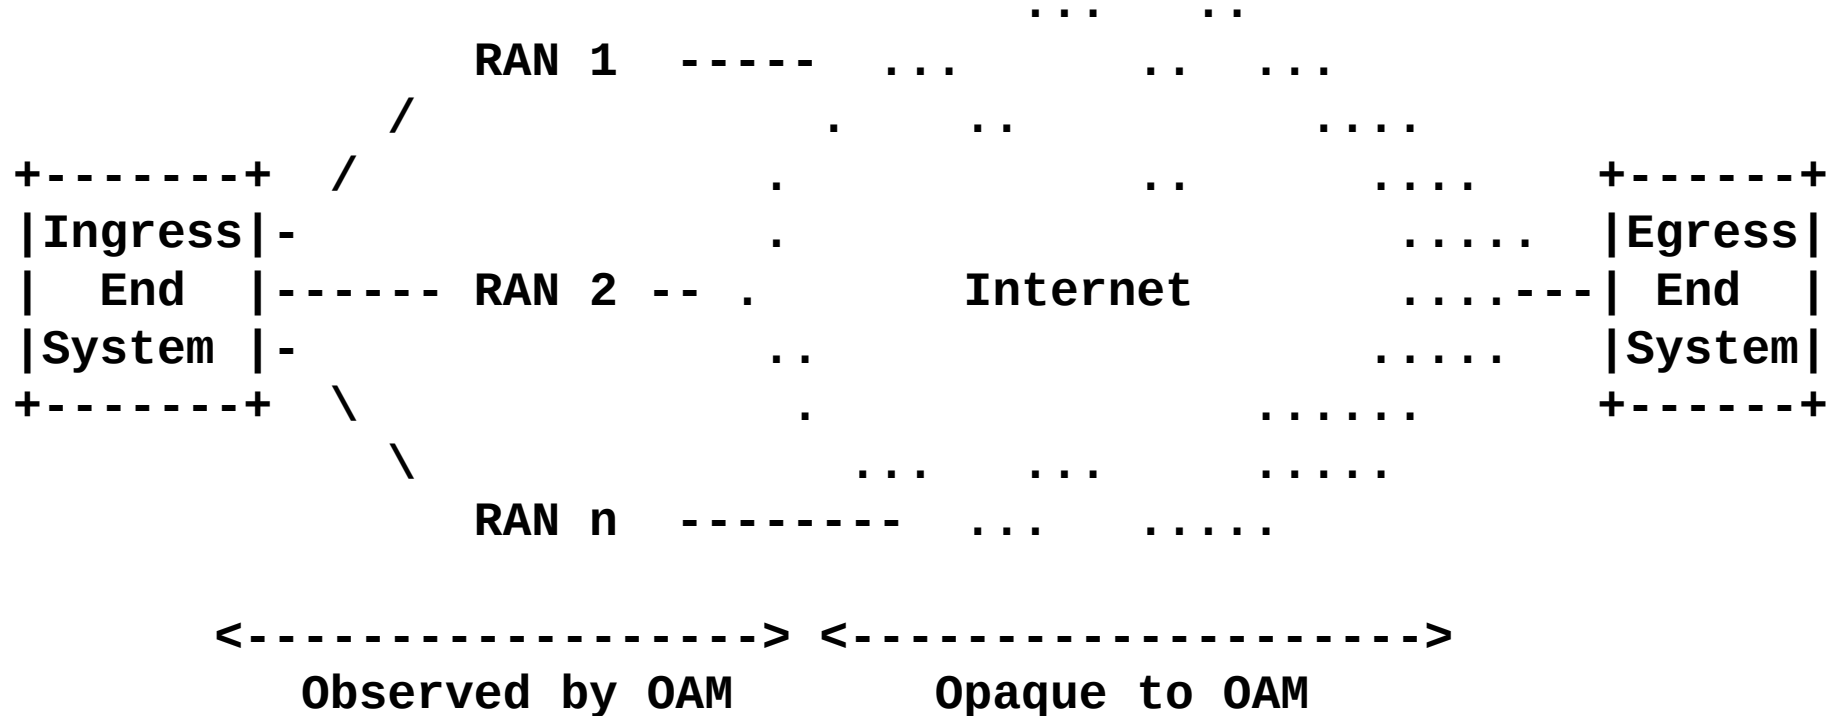 ...   ..
                RAN 1  -----  ...      ..   ...
             /              .    ..          ....
+-------+  /              .            ..      ....    +------+
|Ingress|-                .                     .....  |Egress|
|  End  |------ RAN 2 -- .       Internet       ....---| End  |
|System |-                ..                   .....   |System|
+-------+  \               .               ......      +------+
             \               ...   ...     .....
                RAN n  --------  ...   .....

       <------------------> <-------------------->
          Observed by OAM       Opaque to OAM